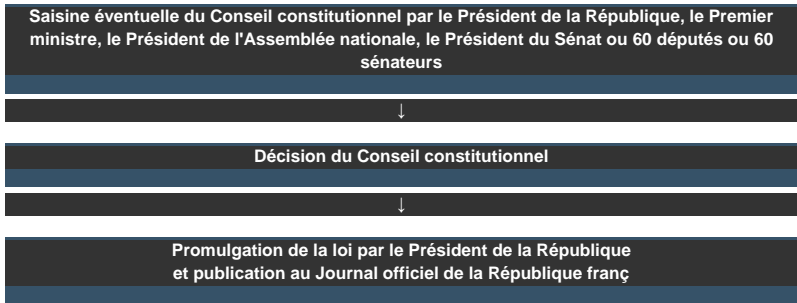 Saisine éventuelle du Conseil constitutionnel par le Président de la République, le Premier
ministre, le Président de l'Assemblée nationale, le Président du Sénat ou 60 députés ou 60
sénateurs
↓
Décision du Conseil constitutionnel
↓
Promulgation de la loi par le Président de la République
et publication au Journal officiel de la République franç